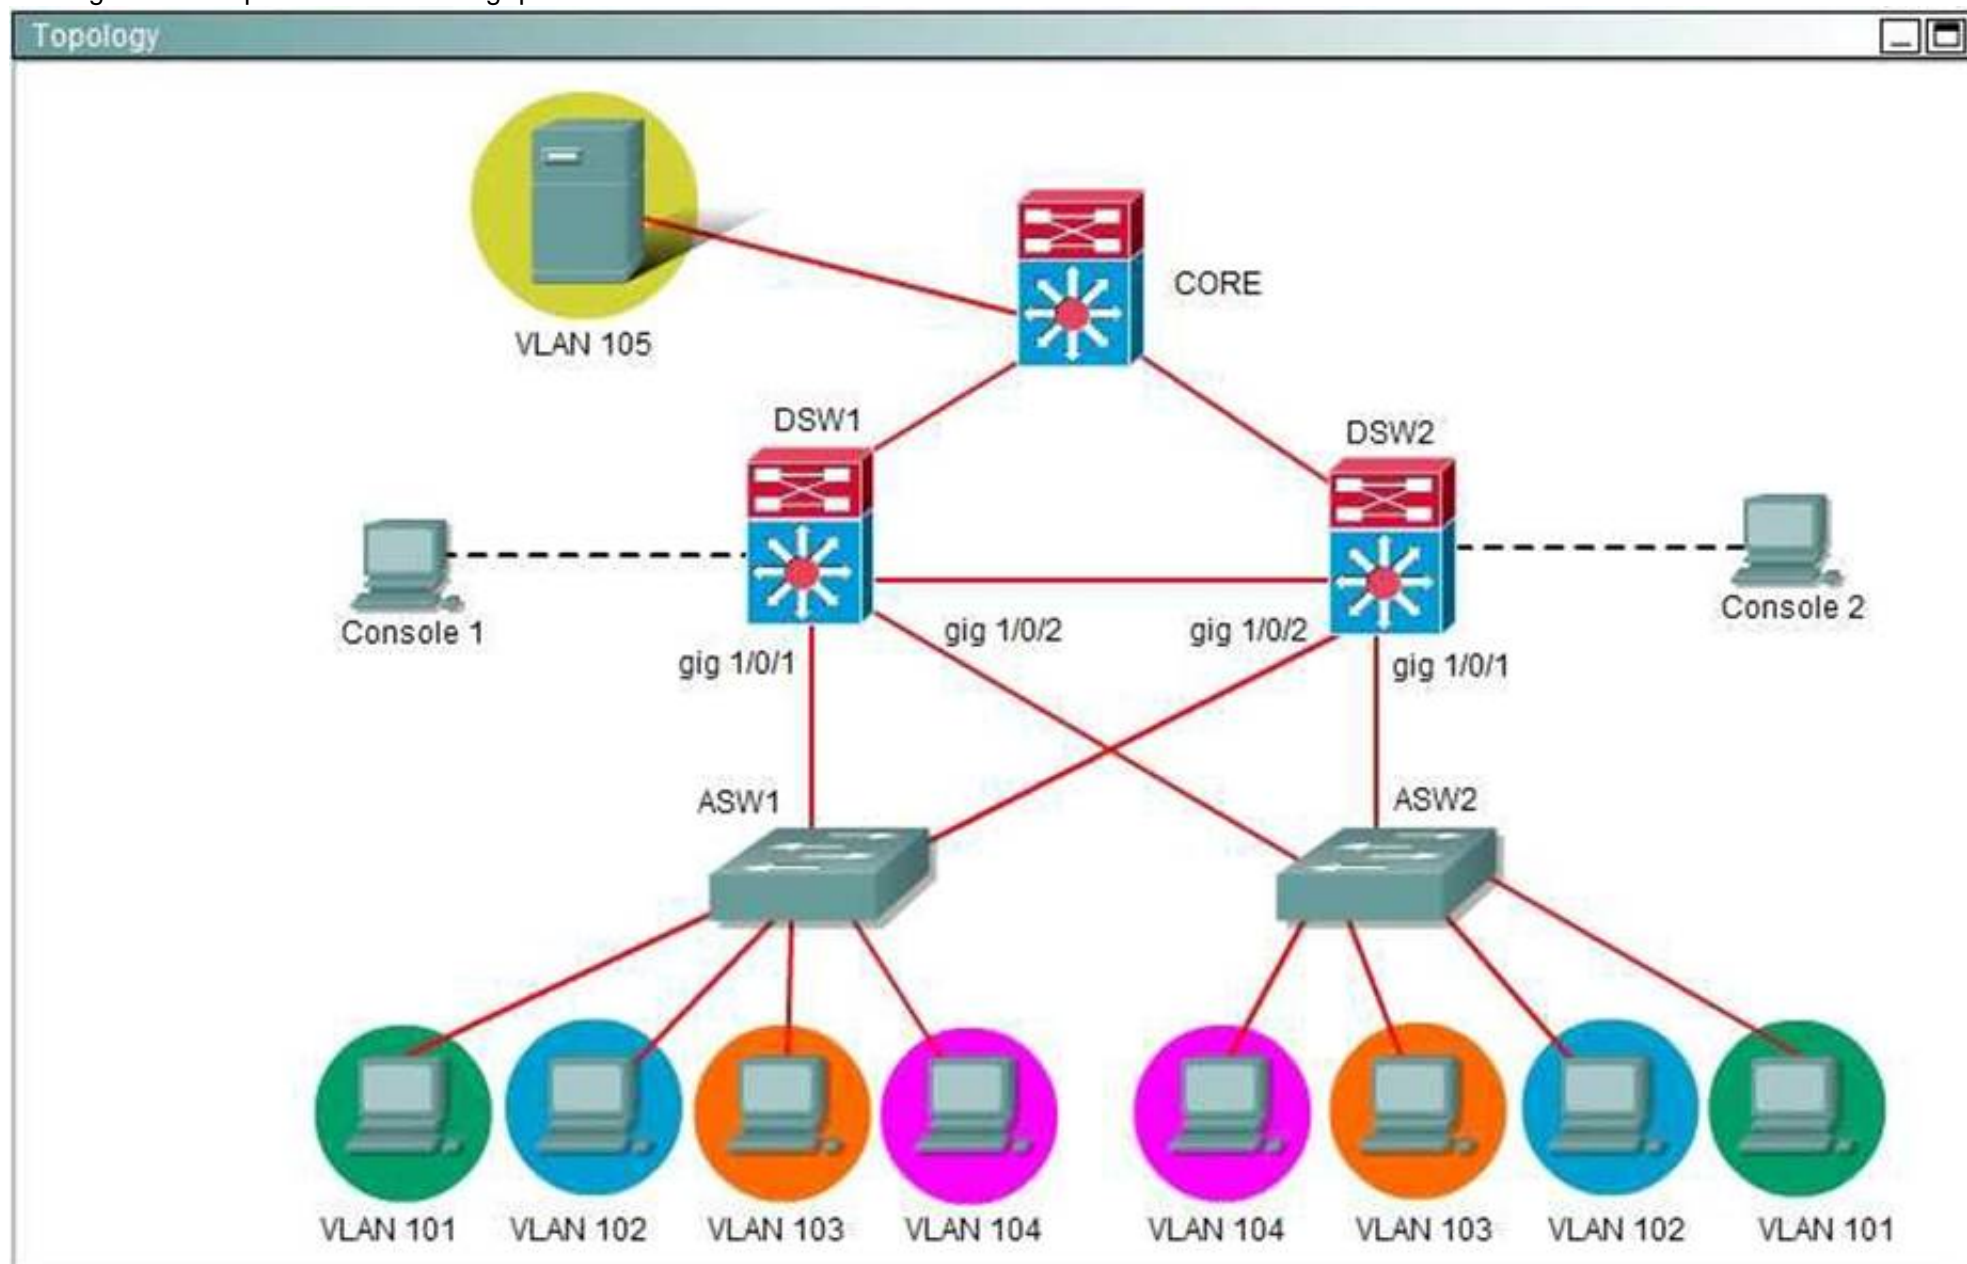 Topology
VLAN 105
CORE
DSW1
DSW2
Console 1
Console 2
gig 1/0/1
gig 1/0/2
gig 1/0/2
gig 1/0/1
ASW1
ASW2
VLAN 101
VLAN 102
VLAN 103
VLAN 104
VLAN 104
VLAN 103
VLAN 102
VLAN 101